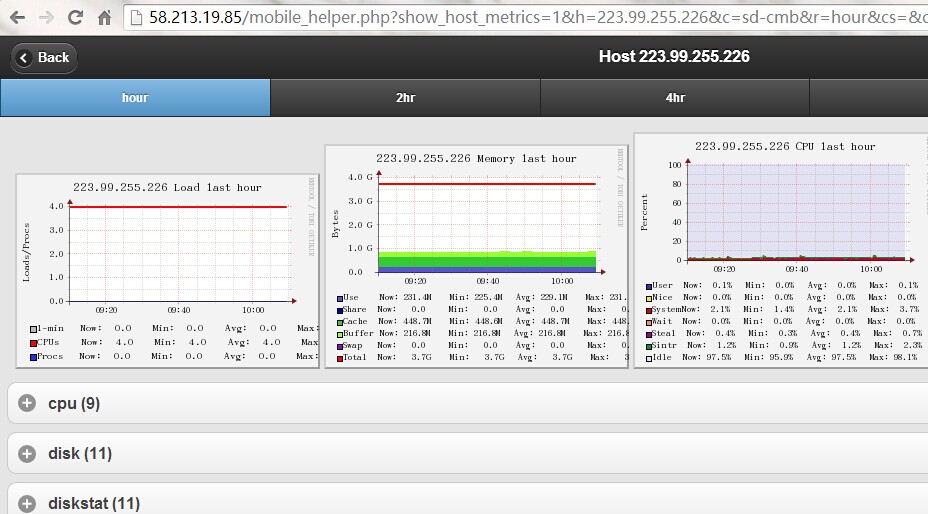 58.213.19.85/mobile_helper.php?show_host_metrics=1&h=223.99.255.226&c=sd-cmb&r=hour&cs=&c
Back
Host 223.99.255.226
hour
2hr
4hr
223.99.255.226 Load last hour
RRDTOOL / TOBI OETIKER
Loads/Procs
4.0
3.0
2.0
1.0
0.0
09:20 09:40 10:00
1-min Now: 0.0 Min: 0.0 Avg: 0.0 Max:
CPUs Now: 4.0 Min: 4.0 Avg: 4.0 Max:
Procs Now: 0.0 Min: 0.0 Avg: 0.0 Max:
223.99.255.226 Memory last hour
RRDTOOL / TOBI OETIKER
Bytes
4.0 G
3.0 G
2.0 G
1.0 G
0.0
09:20 09:40 10:00
Use Now: 231.4M Min: 225.4M Avg: 229.1M Max: 231.
Share Now: 0.0 Min: 0.0 Avg: 0.0 Max: 0.
Cache Now: 448.7M Min: 448.6M Avg: 448.7M Max: 448.
Buffer Now: 216.8M Min: 216.8M Avg: 216.8M Max: 216.8
Swap Now: 0.0 Min: 0.0 Avg: 0.0 Max: 0.
Total Now: 3.7G Min: 3.7G Avg: 3.7G Max: 3
223.99.255.226 CPU last hour
Percent
100
80
60
40
20
0
09:20 09:40 10:00
User Now: 0.1% Min: 0.0% Avg: 0.0% Max: 0.1%
Nice Now: 0.0% Min: 0.0% Avg: 0.0% Max: 0.0%
System Now: 2.1% Min: 1.4% Avg: 2.1% Max: 3.7%
Wait Now: 0.0% Min: 0.0% Avg: 0.0% Max: 0.0%
Steal Now: 0.4% Min: 0.3% Avg: 0.4% Max: 0.7%
Sintr Now: 1.2% Min: 0.9% Avg: 1.2% Max: 2.3%
Idle Now: 97.5% Min: 95.9% Avg: 97.5% Max: 98.1%
cpu (9)
disk (11)
diskstat (11)